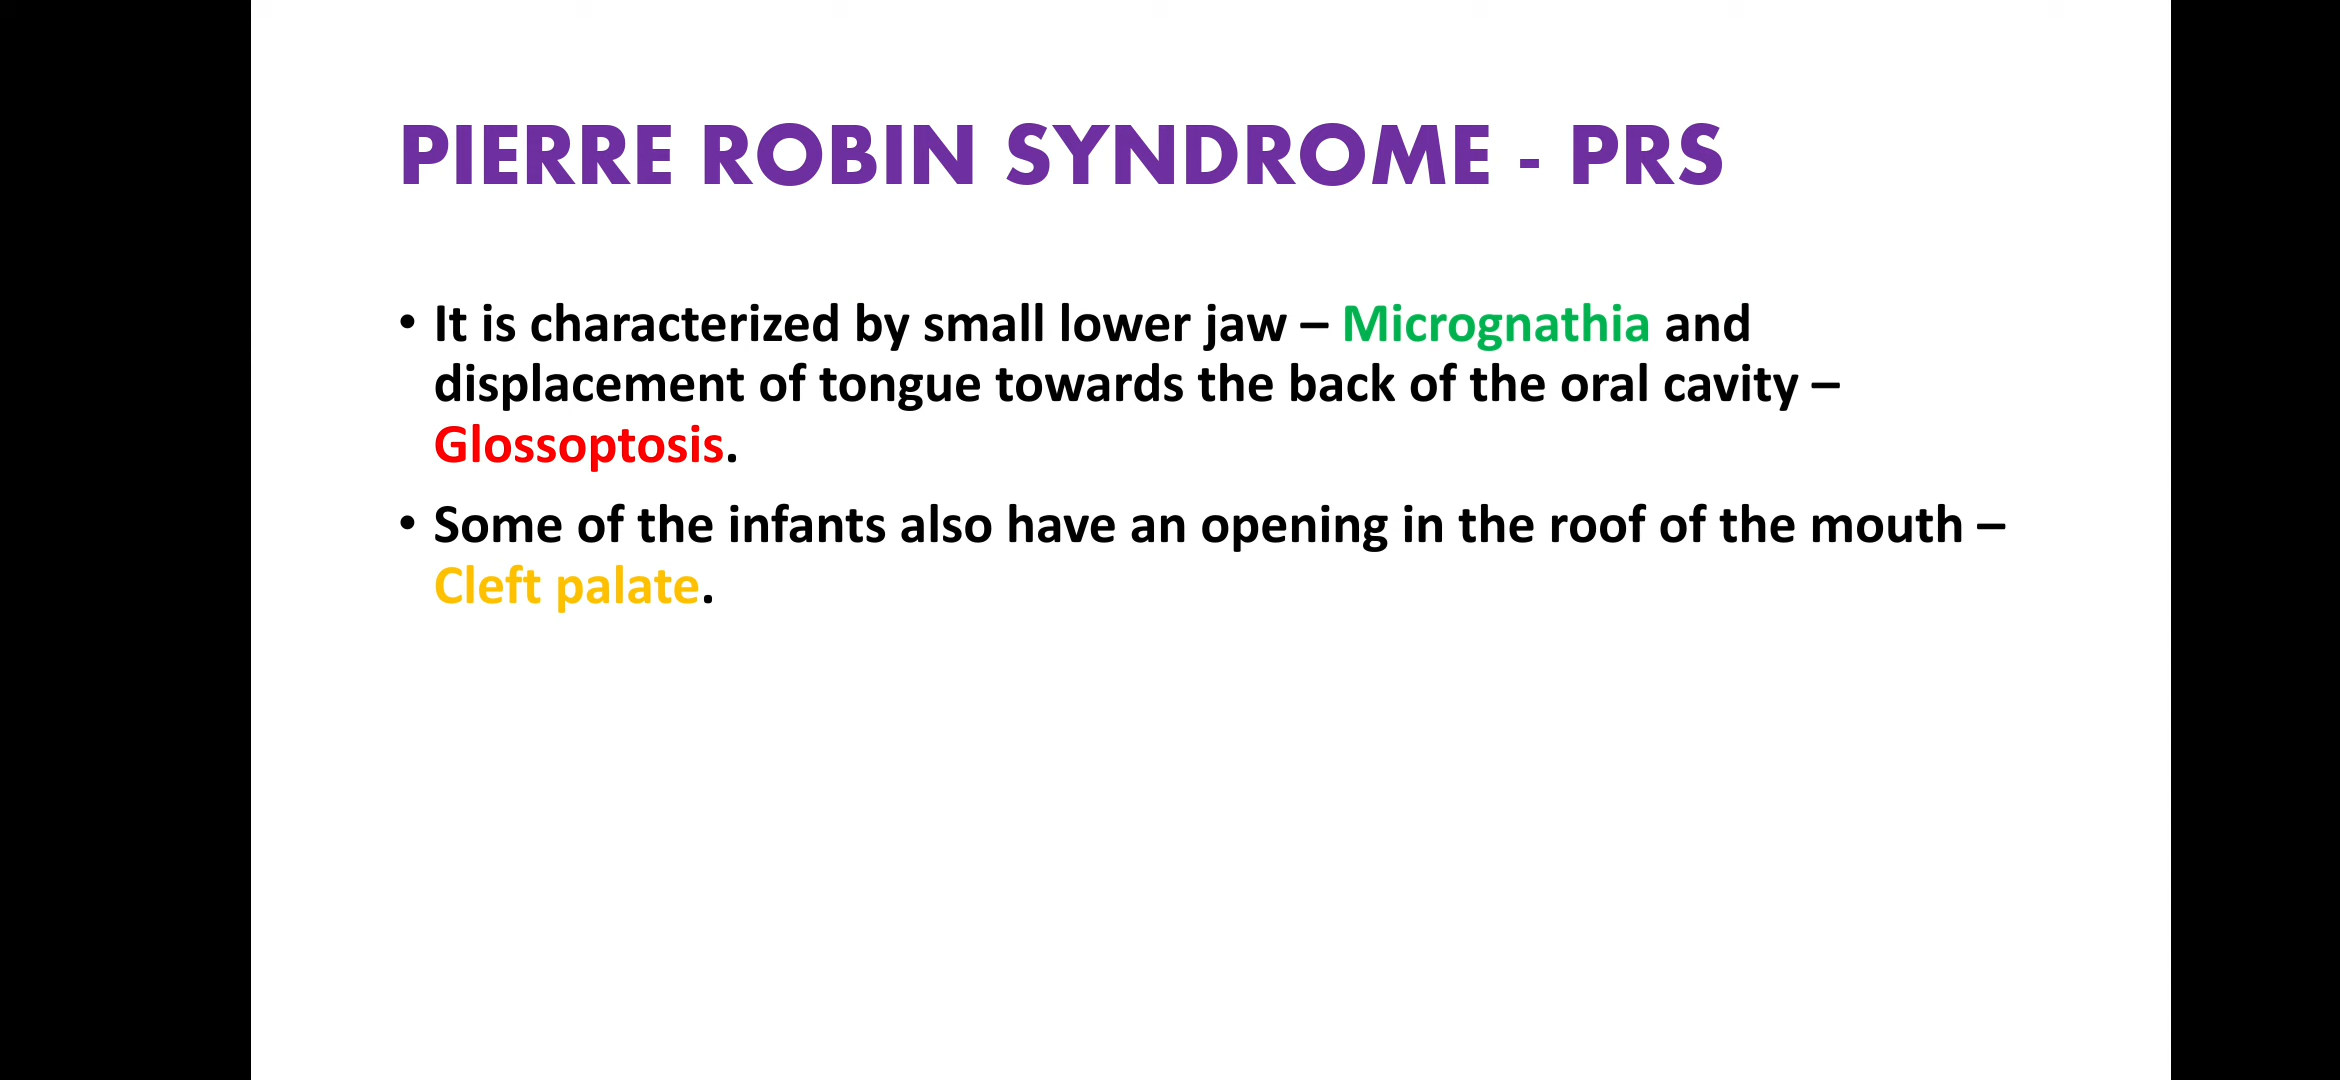 PIERRE ROBIN SYNDROME - PRS
• It is characterized by small lower jaw – Micrognathia and
displacement of tongue towards the back of the oral cavity –
Glossoptosis.
• Some of the infants also have an opening in the roof of the mouth –
Cleft palate.